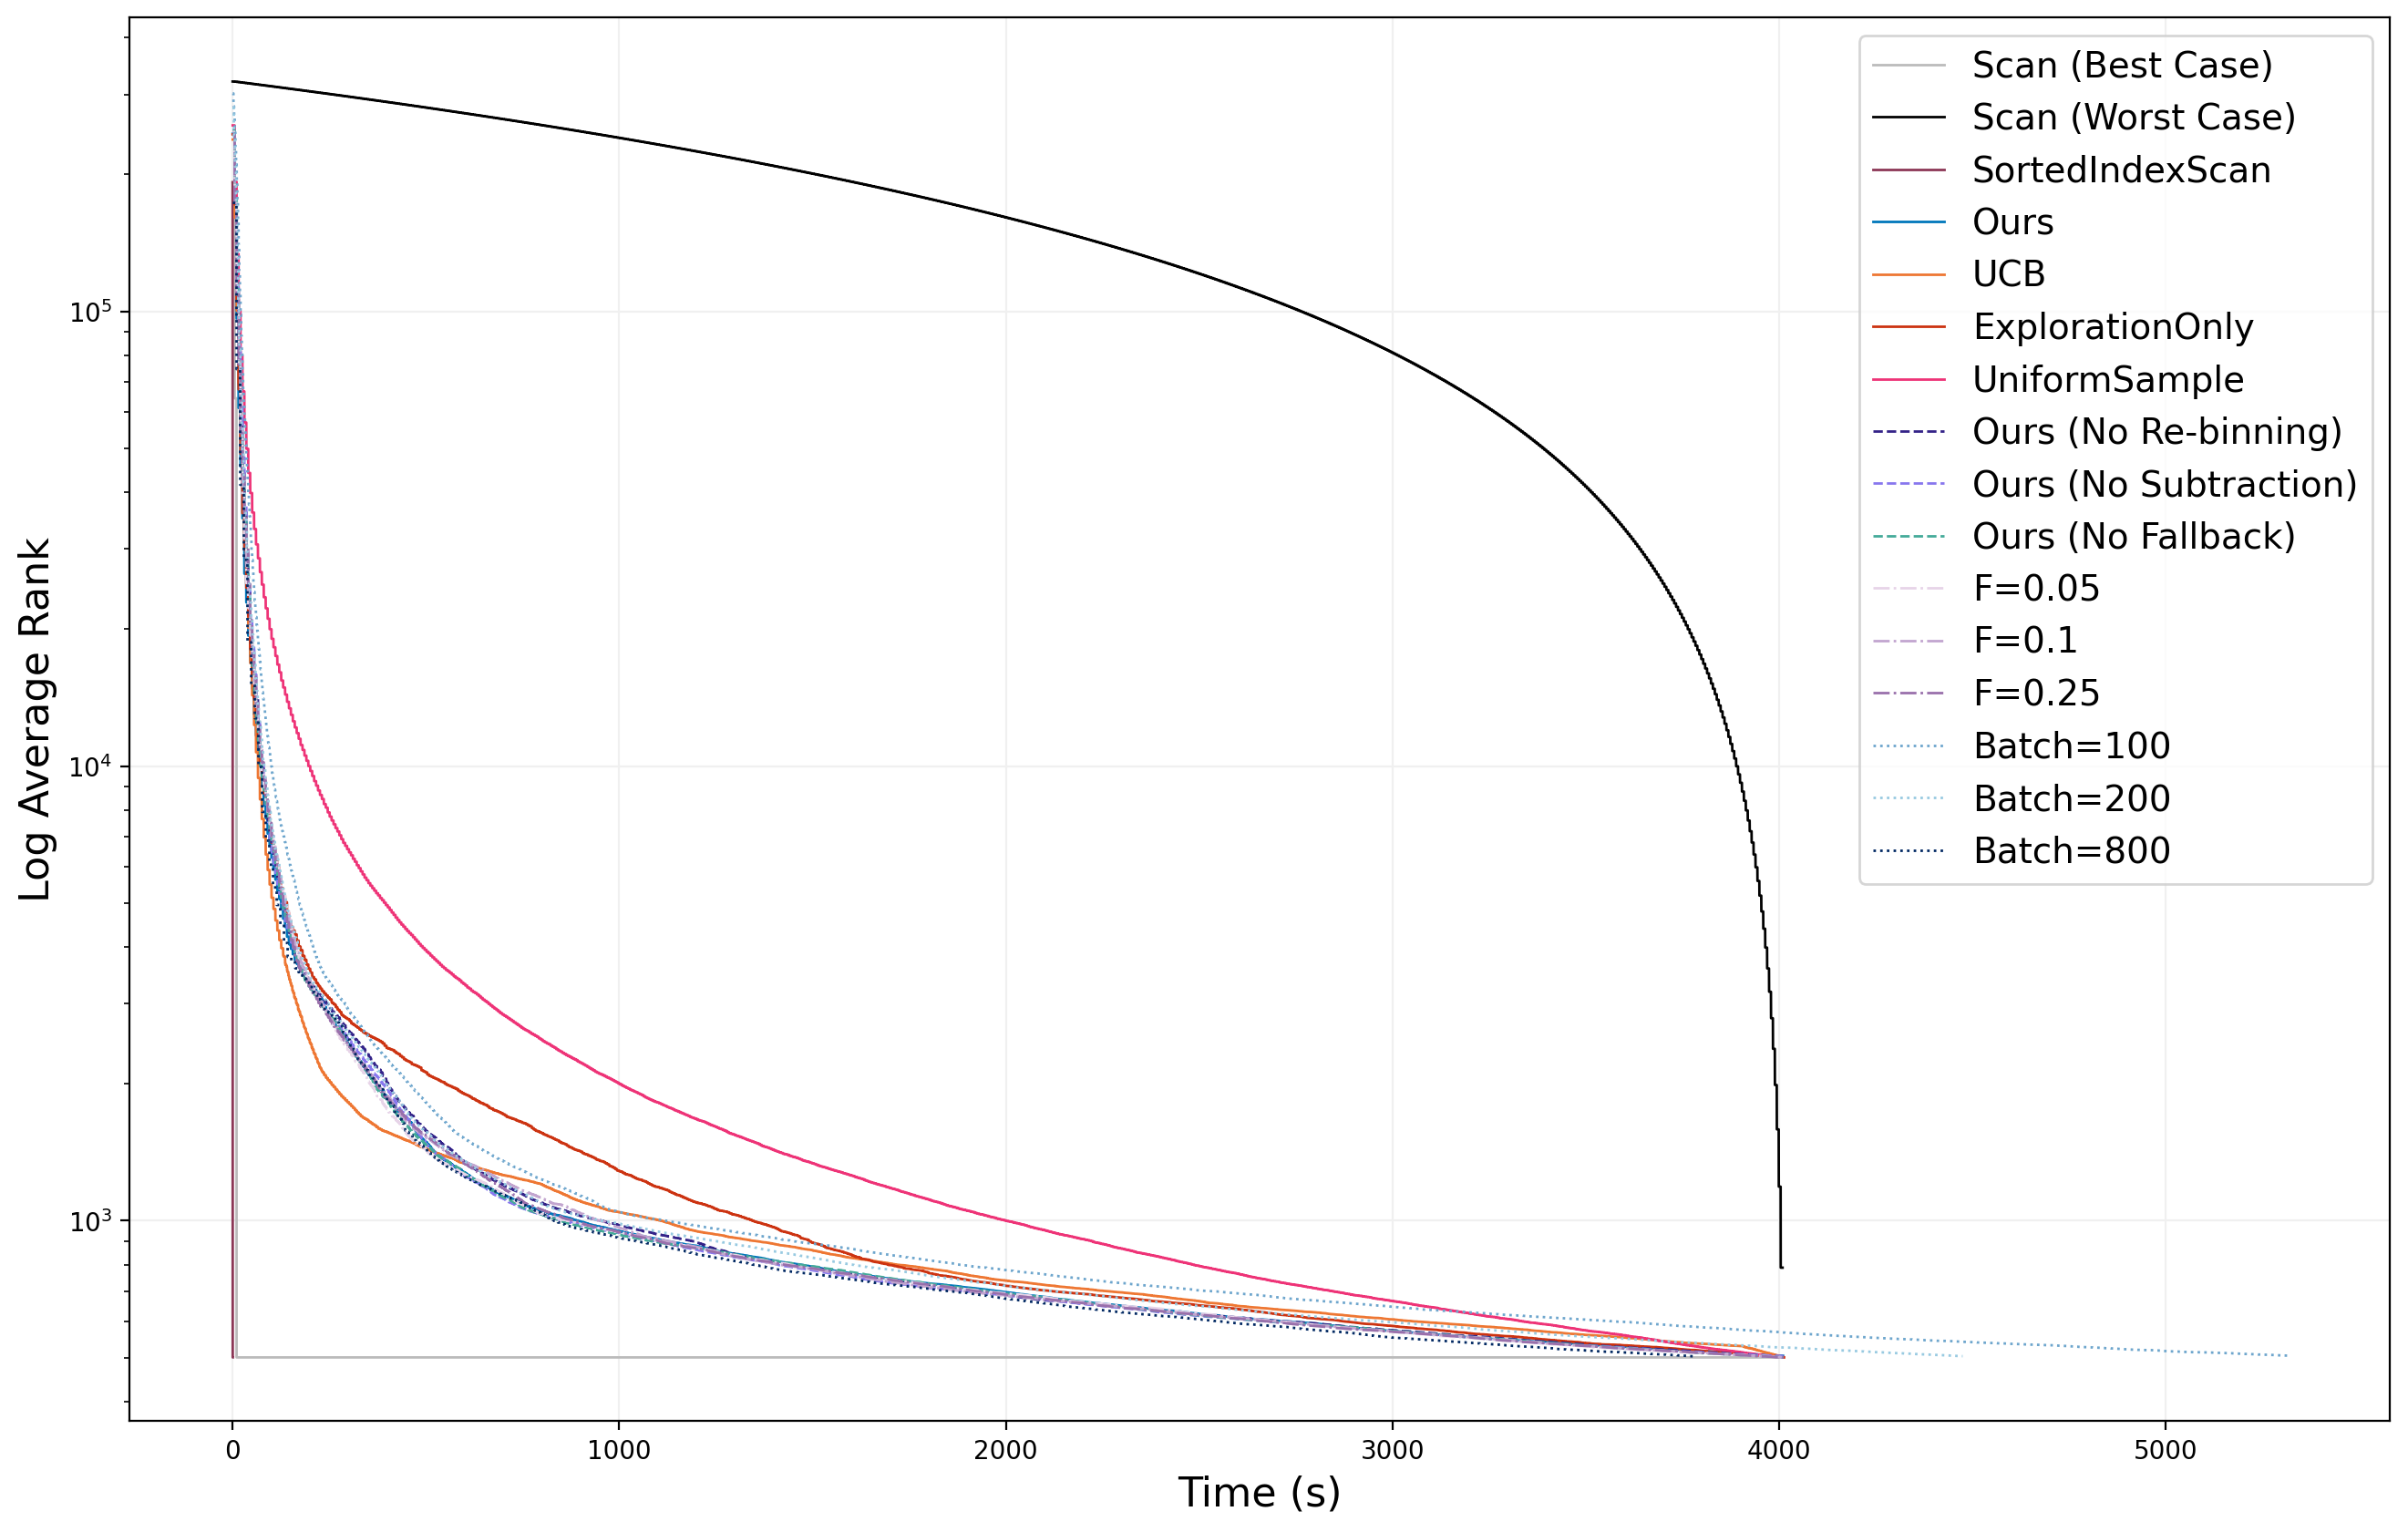 Log Average Rank
10^5
10^4
10^3
0
1000
2000
3000
4000
5000
Time (s)
Scan (Best Case)
Scan (Worst Case)
SortedIndexScan
Ours
UCB
ExplorationOnly
UniformSample
Ours (No Re-binning)
Ours (No Subtraction)
Ours (No Fallback)
F=0.05
F=0.1
F=0.25
Batch=100
Batch=200
Batch=800